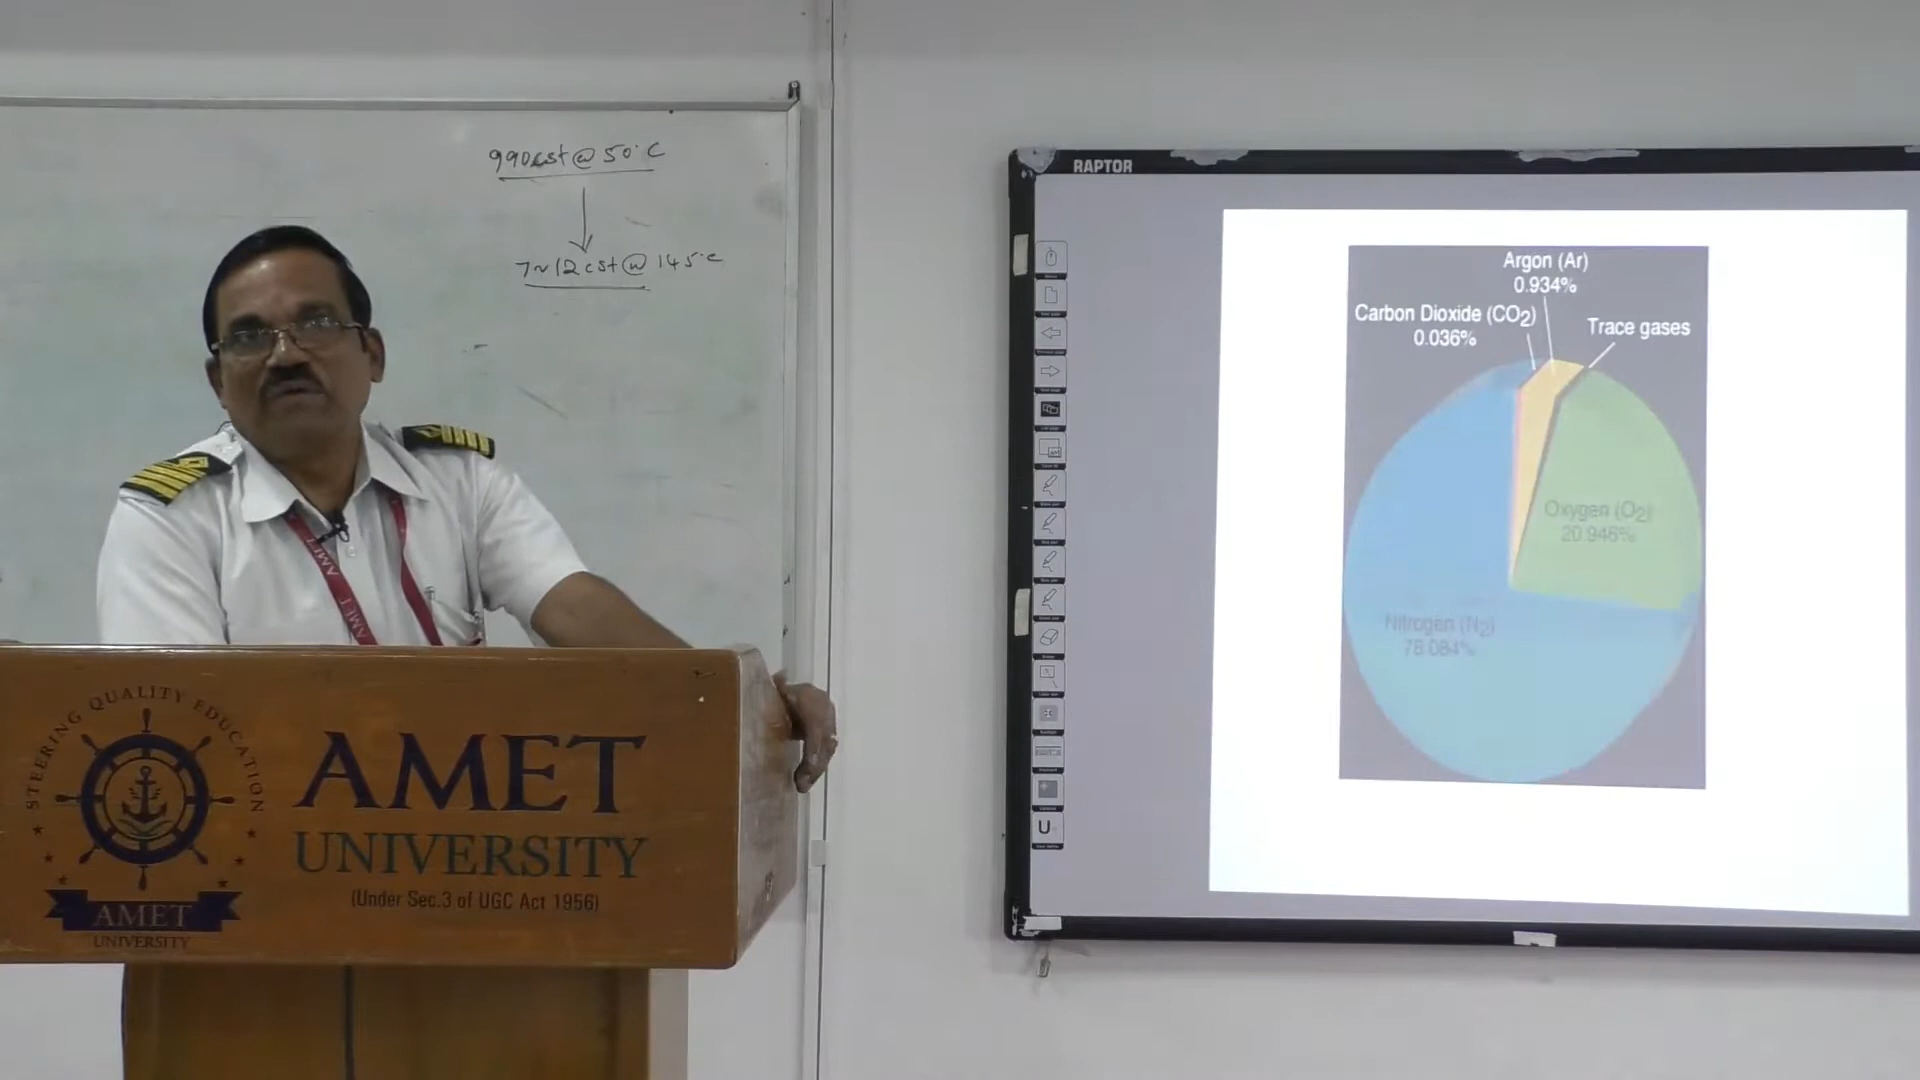 990cst @ 50°C
7~12cst @ 145°C
RAPTOR
Argon (Ar)
0.934%
Carbon Dioxide (CO2)
0.036%
Trace gases
Oxygen (O2)
20.946%
Nitrogen (N2)
78.084%
AMET
AMET
STEERING QUALITY EDUCATION
AMET
UNIVERSITY
AMET
UNIVERSITY
(Under Sec.3 of UGC Act 1956)